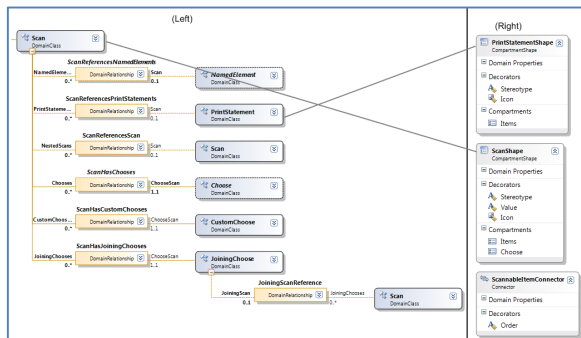 (Left)
Scan
DomainClass
ScanReferencesNamedElements
NamedEleme...
0..*
DomainRelationship
Scan
0..1
NamedElement
DomainClass
ScanReferencesPrintStatements
PrintStateme...
0..*
DomainRelationship
Scan
0..1
PrintStatement
DomainClass
ScanReferencesScan
NestedScans
0..*
DomainRelationship
Scan
0..1
Scan
DomainClass
ScanHasChooses
Chooses
0..*
DomainRelationship
ChooseScan
1..1
Choose
DomainClass
ScanHasCustomChooses
CustomChoos...
0..*
DomainRelationship
ChooseScan
1..1
CustomChoose
DomainClass
ScanHasJoiningChooses
JoiningChooses
0..*
DomainRelationship
ChooseScan
1..1
JoiningChoose
DomainClass
JoiningScanReference
JoiningScan
0..1
DomainRelationship
JoiningChooses
0..*
Scan
DomainClass
(Right)
PrintStatementShape
CompartmentShape
Domain Properties
Decorators
Stereotype
Icon
Compartments
Items
ScanShape
CompartmentShape
Domain Properties
Decorators
Stereotype
Value
Icon
Compartments
Items
Choose
ScannableItemConnector
Connector
Domain Properties
Decorators
Order